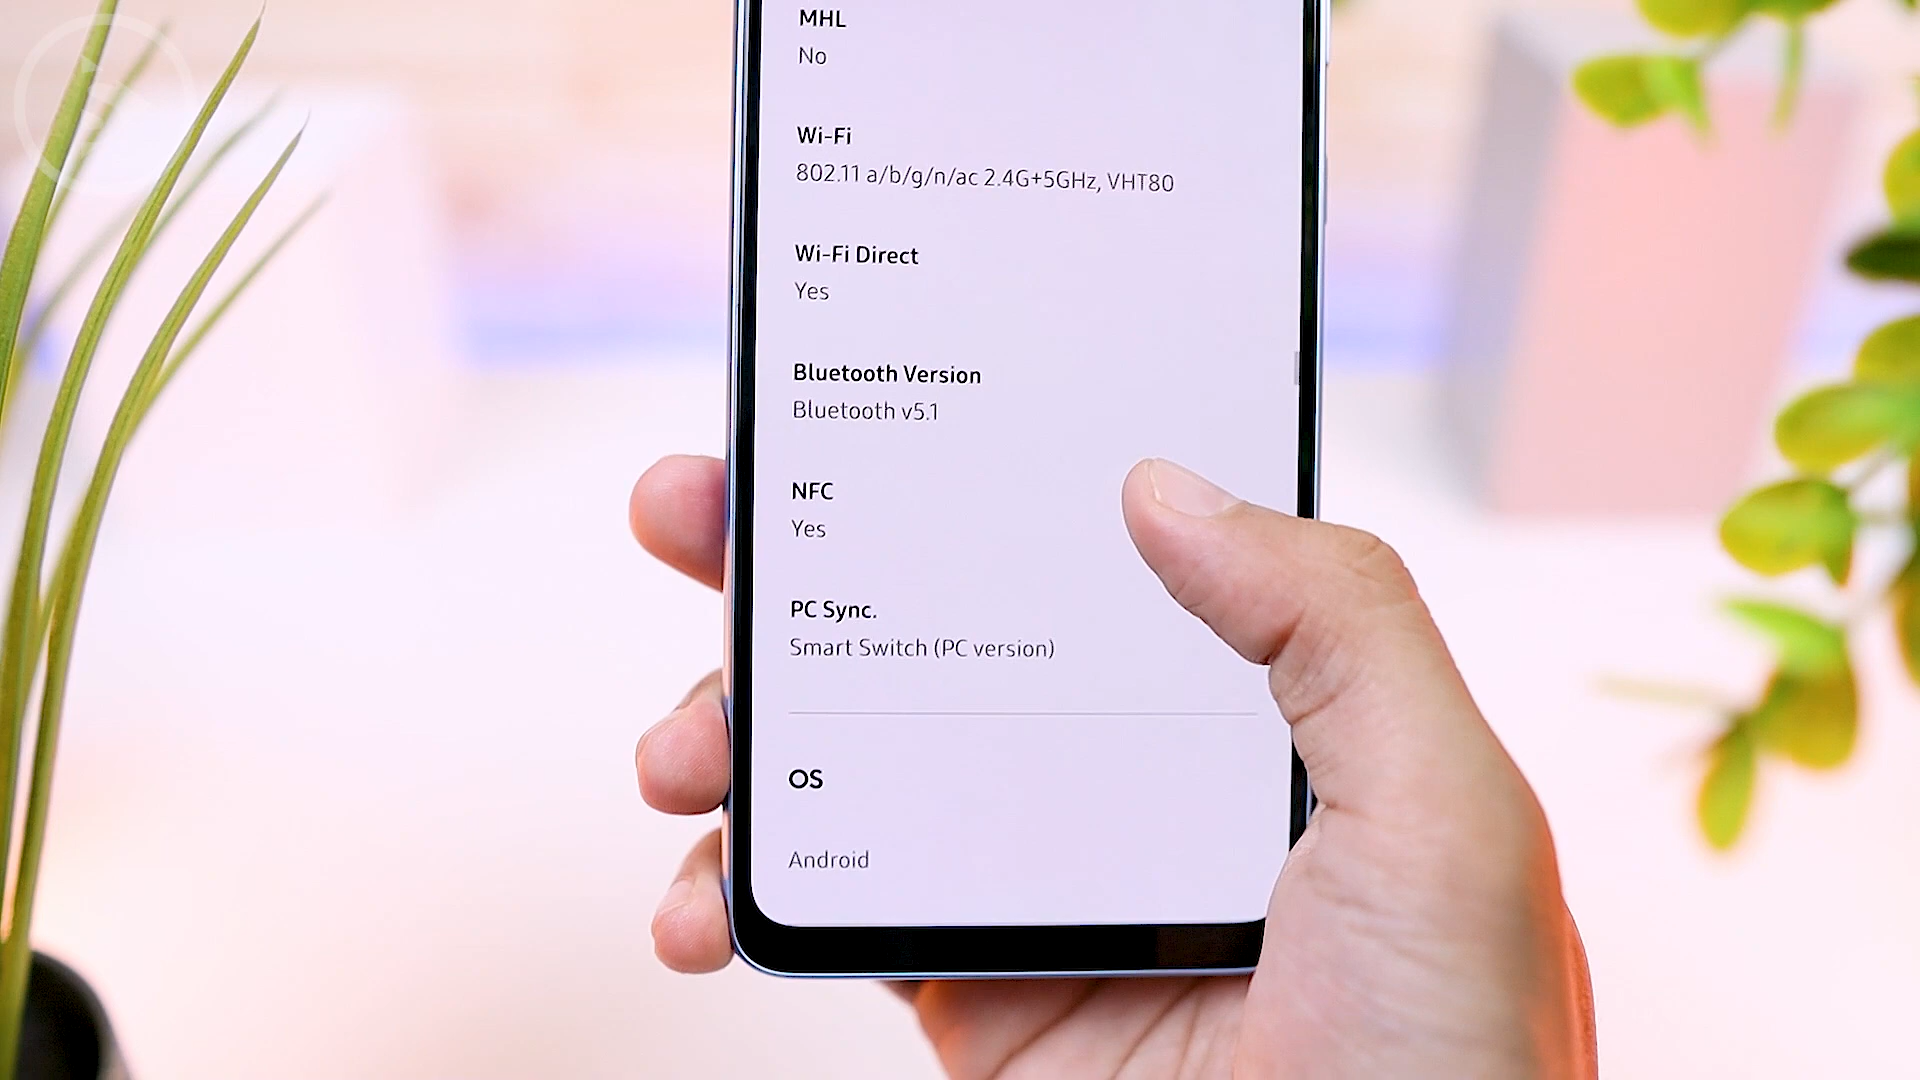 MHL
No
Wi-Fi
802.11 a/b/g/n/ac 2.4G+5GHz, VHT80
Wi-Fi Direct
Yes
Bluetooth Version
Bluetooth v5.1
NFC
Yes
PC Sync.
Smart Switch (PC version)
OS
Android